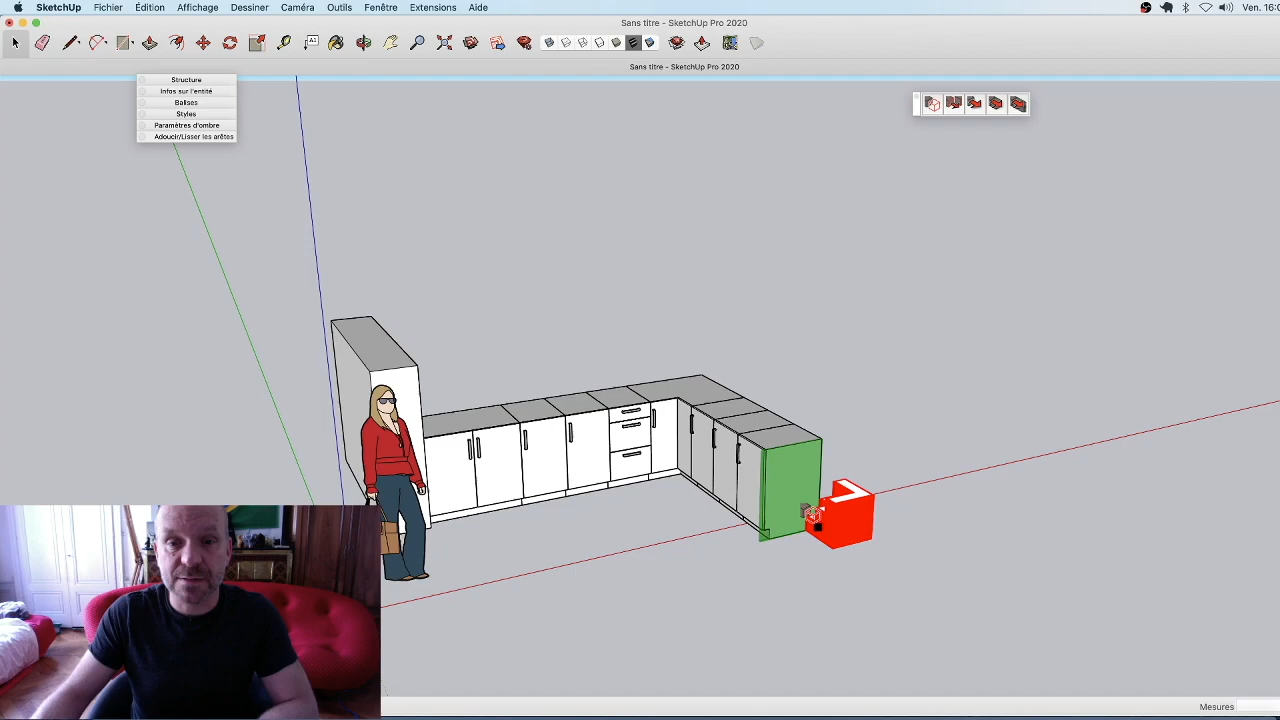 SketchUp Fichier Édition Affichage Dessiner Caméra Outils Fenêtre Extensions Aide Ven. 16:0
Sans titre - SketchUp Pro 2020
A1
Sans titre - SketchUp Pro 2020
Structure
Infos sur l'entité
Balises
Styles
Paramètres d'ombre
Adoucir/Lisser les arêtes
Mesures